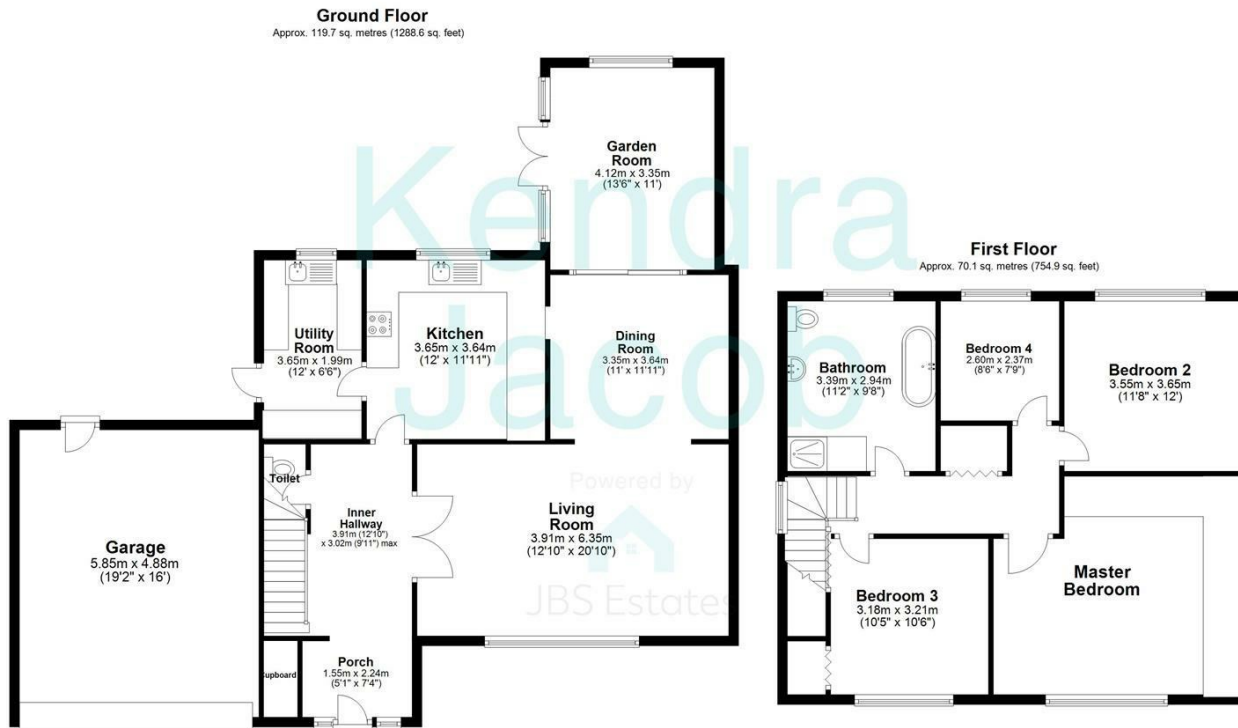 Ground Floor
Approx. 119.7 sq. metres (1288.6 sq. feet)
Garden
Room
4.12m x 3.35m
(13'6" x 11')
Kendra
Jacob
Utility
Room
3.65m x 1.99m
(12' x 6'6")
Kitchen
3.65m x 3.64m
(12' x 11'11")
Dining
Room
3.35m x 3.64m
(11' x 11'11")
Toilet
Inner
Hallway
3.91m (12'10")
x 3.02m (9'11") max
Powered by
JBS Estates
Living
Room
3.91m x 6.35m
(12'10" x 20'10")
Garage
5.85m x 4.88m
(19'2" x 16')
Cupboard
Porch
1.55m x 2.24m
(5'1" x 7'4")
First Floor
Approx. 70.1 sq. metres (754.9 sq. feet)
Bathroom
3.39m x 2.94m
(11'2" x 9'8")
Bedroom 4
2.60m x 2.37m
(8'6" x 7'9")
Bedroom 2
3.55m x 3.65m
(11'8" x 12')
Bedroom 3
3.18m x 3.21m
(10'5" x 10'6")
Master
Bedroom